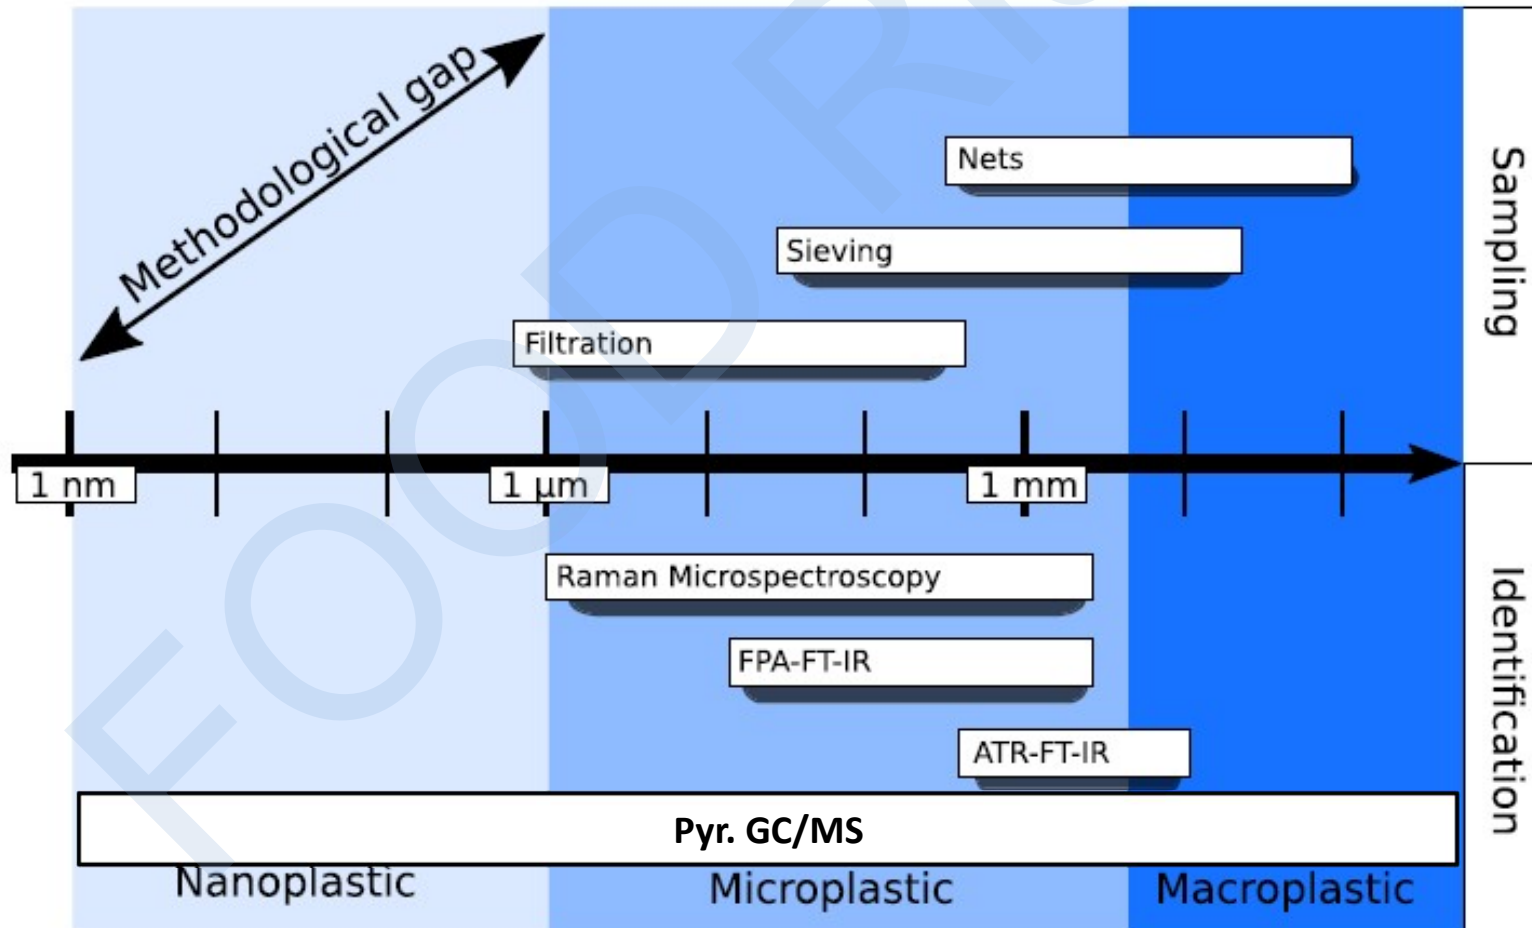 Methodological gap
Nets
Sieving
Filtration
Sampling
1 nm
1 µm
1 mm
Raman Microspectroscopy
FPA-FT-IR
ATR-FT-IR
Identification
Pyr. GC/MS
Nanoplastic
Microplastic
Macroplastic
FOOD